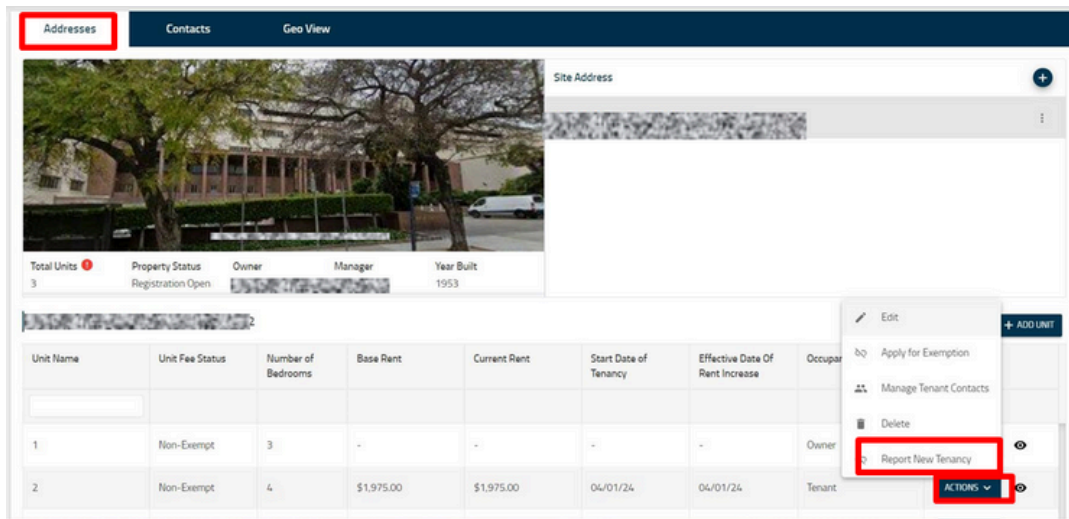 Addresses Contacts Geo View
Site Address
Total Units Property Status Owner Manager Year Built
3 Registration Open 1953
2
Edit
+ ADD UNIT
Apply for Exemption
Manage Tenant Contacts
Delete
Report New Tenancy
Unit Name Unit Fee Status Number of Bedrooms Base Rent Current Rent Start Date of Tenancy Effective Date Of Rent Increase
1 Non-Exempt 3 - - - - Owner
2 Non-Exempt 4 $1,975.00 $1,975.00 04/01/24 04/01/24 Tenant ACTIONS